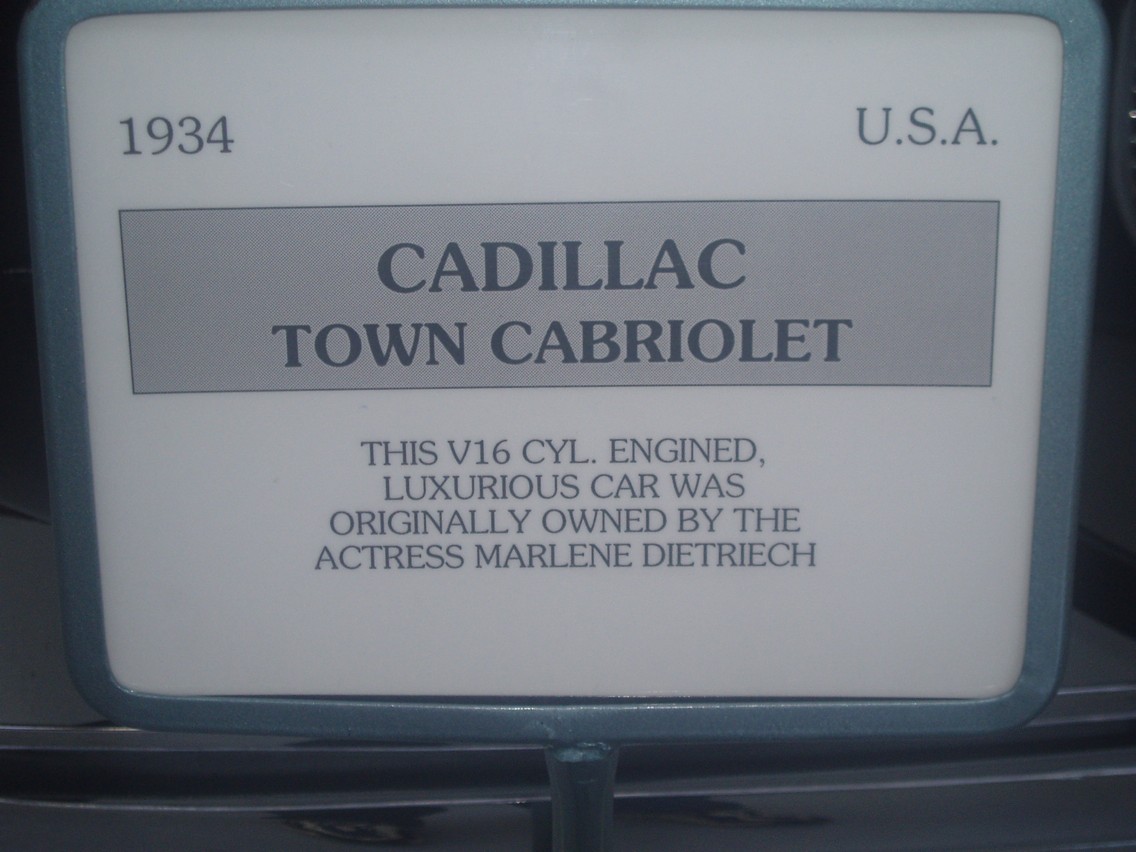 1934 U.S.A.
CADILLAC
TOWN CABRIOLET
THIS V16 CYL. ENGINED,
LUXURIOUS CAR WAS
ORIGINALLY OWNED BY THE
ACTRESS MARLENE DIETRIECH